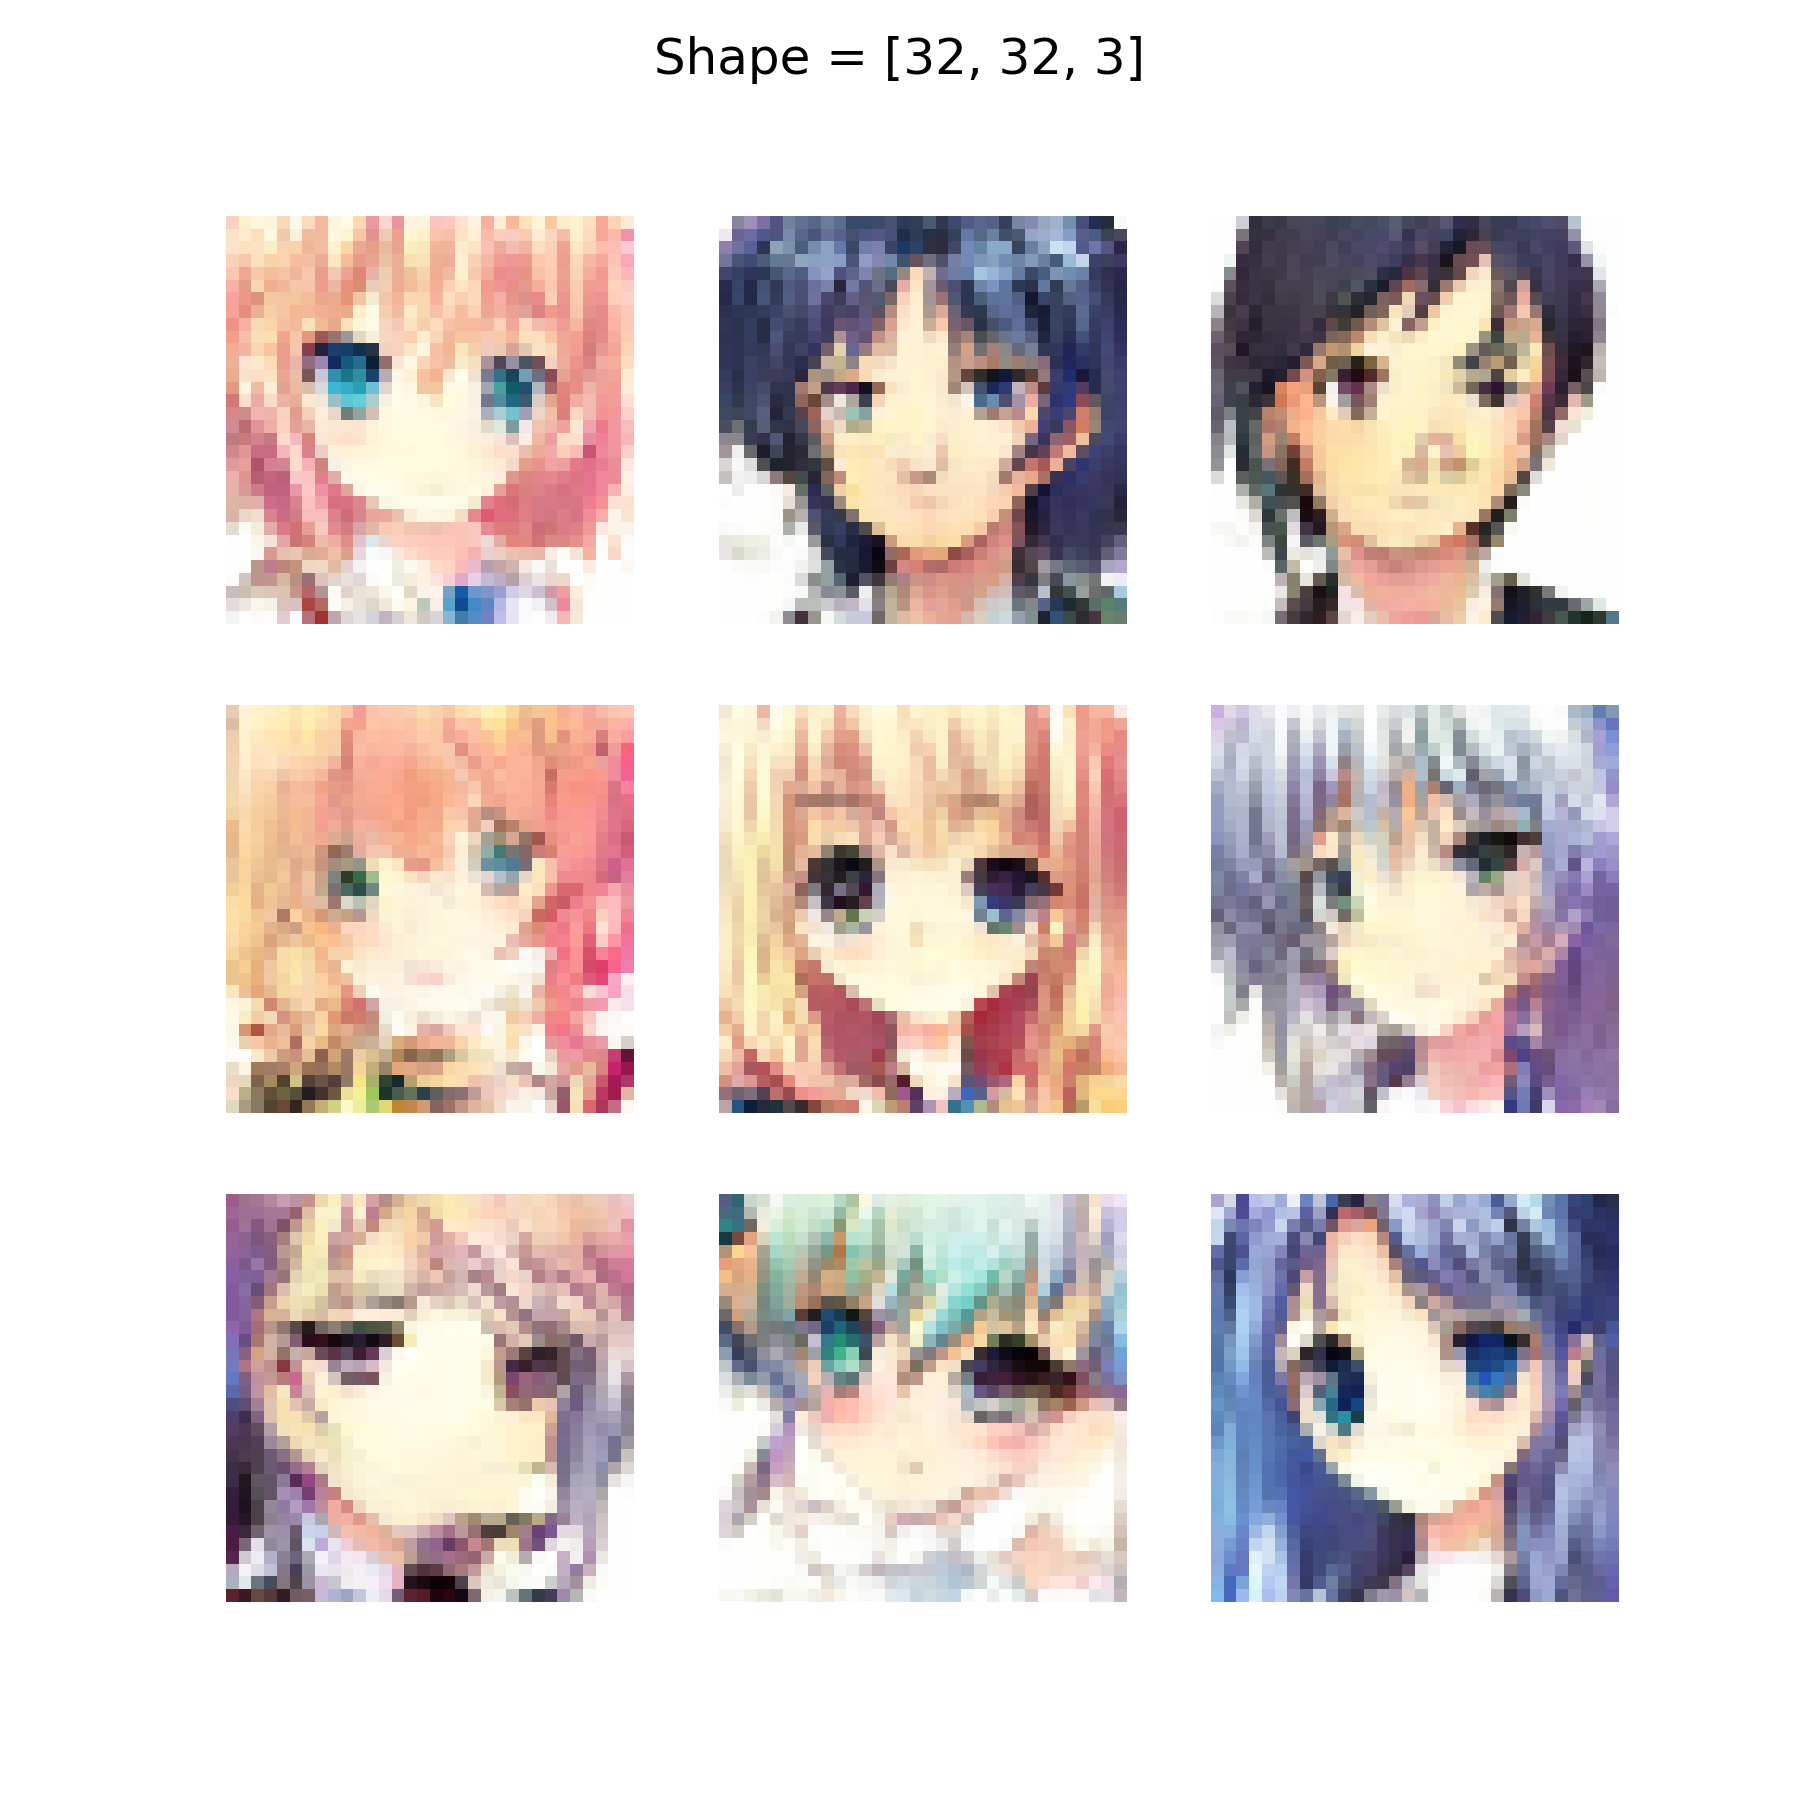 Shape = [32, 32, 3]